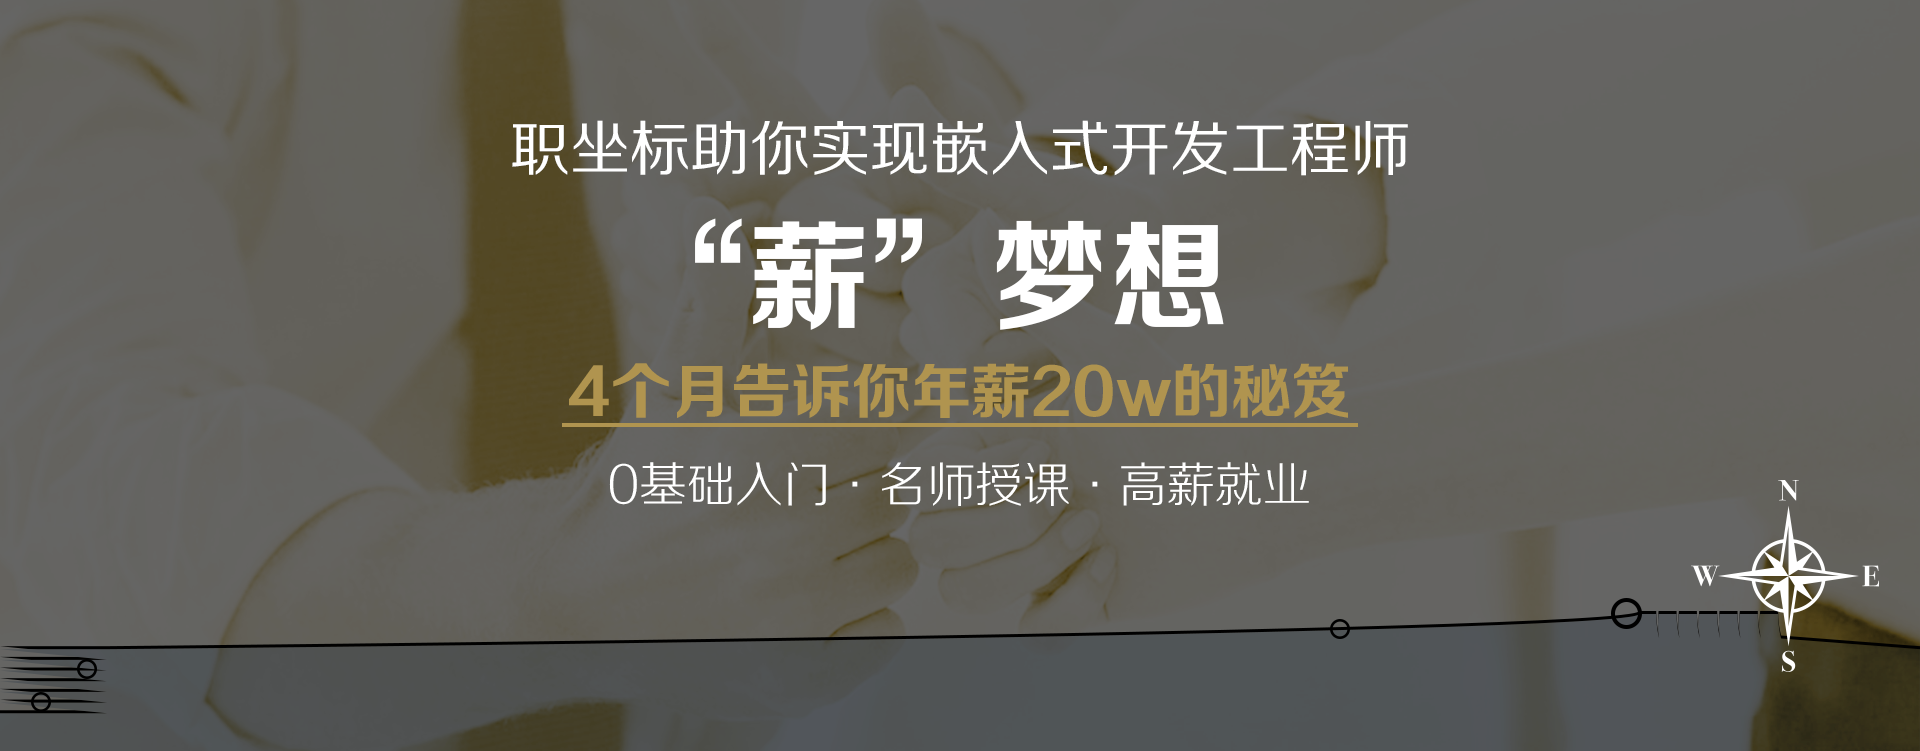 职坐标助你实现嵌入式开发工程师
“薪”梦想
4个月告诉你年薪20w的秘笈
0基础入门·名师授课·高薪就业
N
W E
S